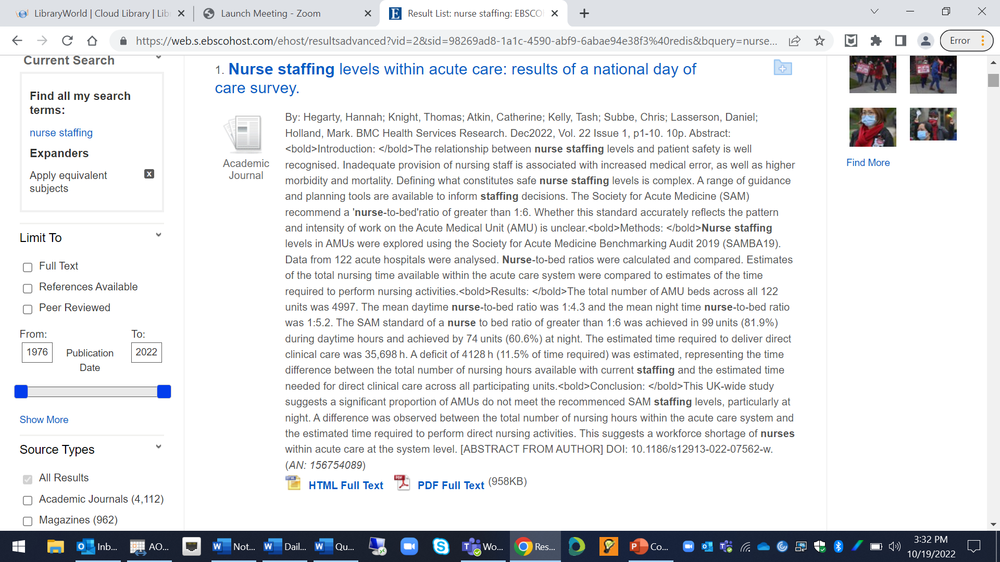 LibraryWorld | Cloud Library | Lib
Launch Meeting - Zoom
Result List: nurse staffing: EBSCO
https://web.s.ebscohost.com/ehost/resultsadvanced?vid=2&sid=98269ad8-1a1c-4590-abf9-6abae94e38f3%40redis&bquery=nurse...
Error
Current Search
Find all my search
terms:
nurse staffing
Expanders
Apply equivalent
subjects
x
Limit To
Full Text
References Available
Peer Reviewed
From:
To:
1976
Publication
Date
2022
Show More
Source Types
All Results
Academic Journals (4,112)
Magazines (962)
1. Nurse staffing levels within acute care: results of a national day of
care survey.
Academic
Journal
By: Hegarty, Hannah; Knight, Thomas; Atkin, Catherine; Kelly, Tash; Subbe, Chris; Lasserson, Daniel;
Holland, Mark. BMC Health Services Research. Dec2022, Vol. 22 Issue 1, p1-10. 10p. Abstract:
<bold>Introduction: </bold>The relationship between nurse staffing levels and patient safety is well
recognised. Inadequate provision of nursing staff is associated with increased medical error, as well as higher
morbidity and mortality. Defining what constitutes safe nurse staffing levels is complex. A range of guidance
and planning tools are available to inform staffing decisions. The Society for Acute Medicine (SAM)
recommend a 'nurse-to-bed'ratio of greater than 1:6. Whether this standard accurately reflects the pattern
and intensity of work on the Acute Medical Unit (AMU) is unclear.<bold>Methods: </bold>Nurse staffing
levels in AMUs were explored using the Society for Acute Medicine Benchmarking Audit 2019 (SAMBA19).
Data from 122 acute hospitals were analysed. Nurse-to-bed ratios were calculated and compared. Estimates
of the total nursing time available within the acute care system were compared to estimates of the time
required to perform nursing activities.<bold>Results: </bold>The total number of AMU beds across all 122
units was 4997. The mean daytime nurse-to-bed ratio was 1:4.3 and the mean night time nurse-to-bed ratio
was 1:5.2. The SAM standard of a nurse to bed ratio of greater than 1:6 was achieved in 99 units (81.9%)
during daytime hours and achieved by 74 units (60.6%) at night. The estimated time required to deliver direct
clinical care was 35,698 h. A deficit of 4128 h (11.5% of time required) was estimated, representing the time
difference between the total number of nursing hours available with current staffing and the estimated time
needed for direct clinical care across all participating units.<bold>Conclusion: </bold>This UK-wide study
suggests a significant proportion of AMUs do not meet the recommenced SAM staffing levels, particularly at
night. A difference was observed between the total number of nursing hours within the acute care system and
the estimated time required to perform direct nursing activities. This suggests a workforce shortage of nurses
within acute care at the system level. [ABSTRACT FROM AUTHOR] DOI: 10.1186/s12913-022-07562-w.
(AN: 156754089)
HTML Full Text
PDF Full Text (958KB)
Find More
Inb...
AO...
Not...
Dail...
Qu...
Wo...
Res...
Co...
3:32 PM
10/19/2022